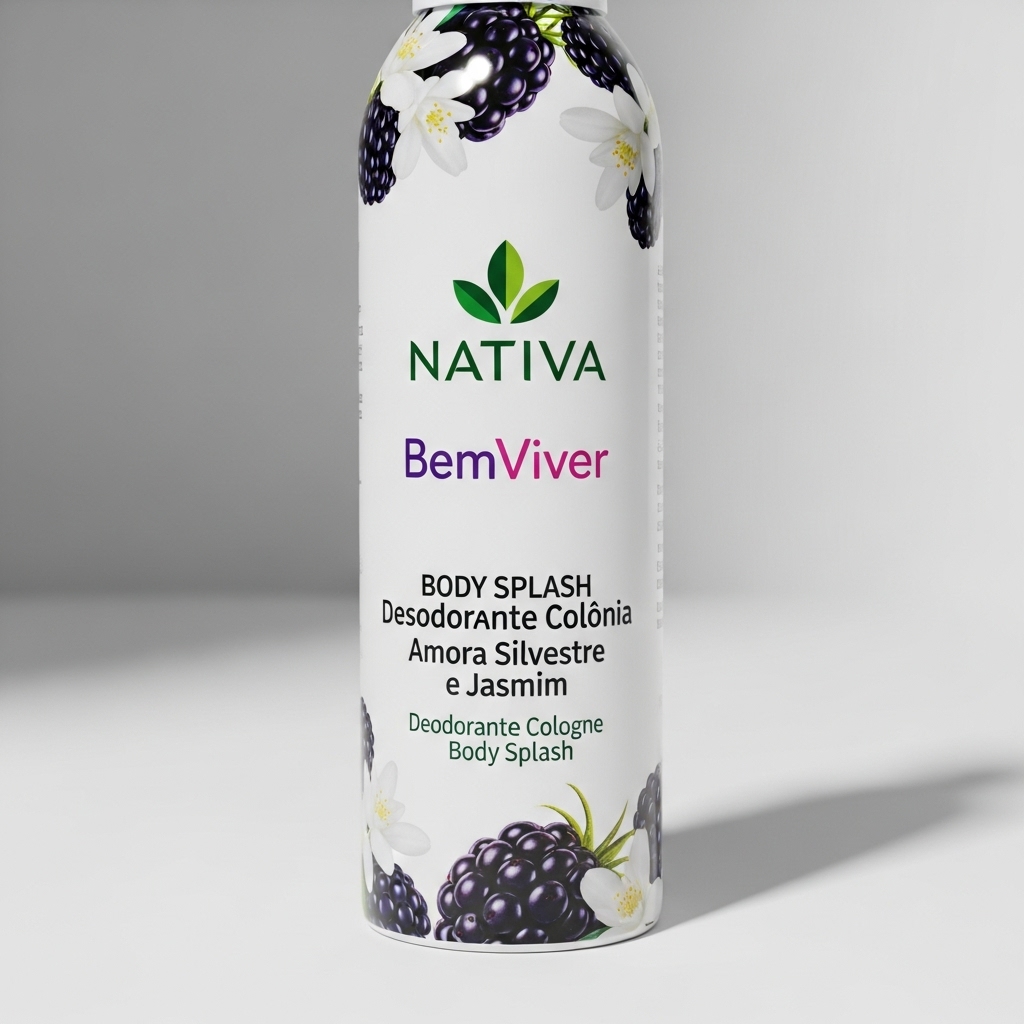 NATIVA
BemViver
BODY SPLASH
Desodorante Colônia
Amora Silvestre
e Jasmim
Deodorante Cologne
Body Splash